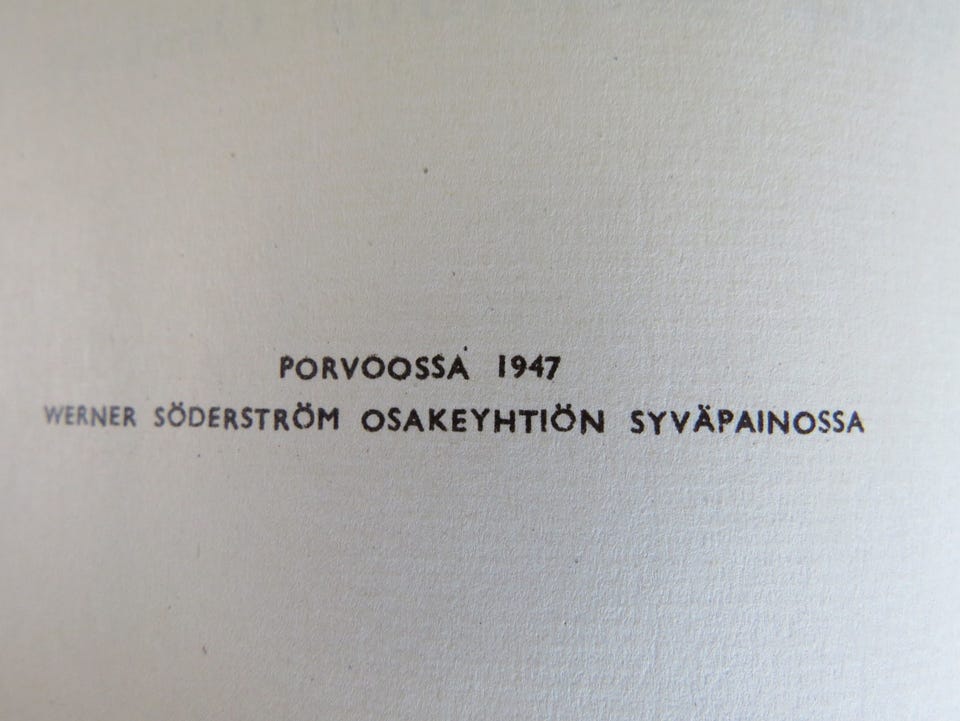 PORVOOSSA 1947
WERNER SÖDERSTRÖM OSAKEYHTIÖN SYVÄPAINOSSA